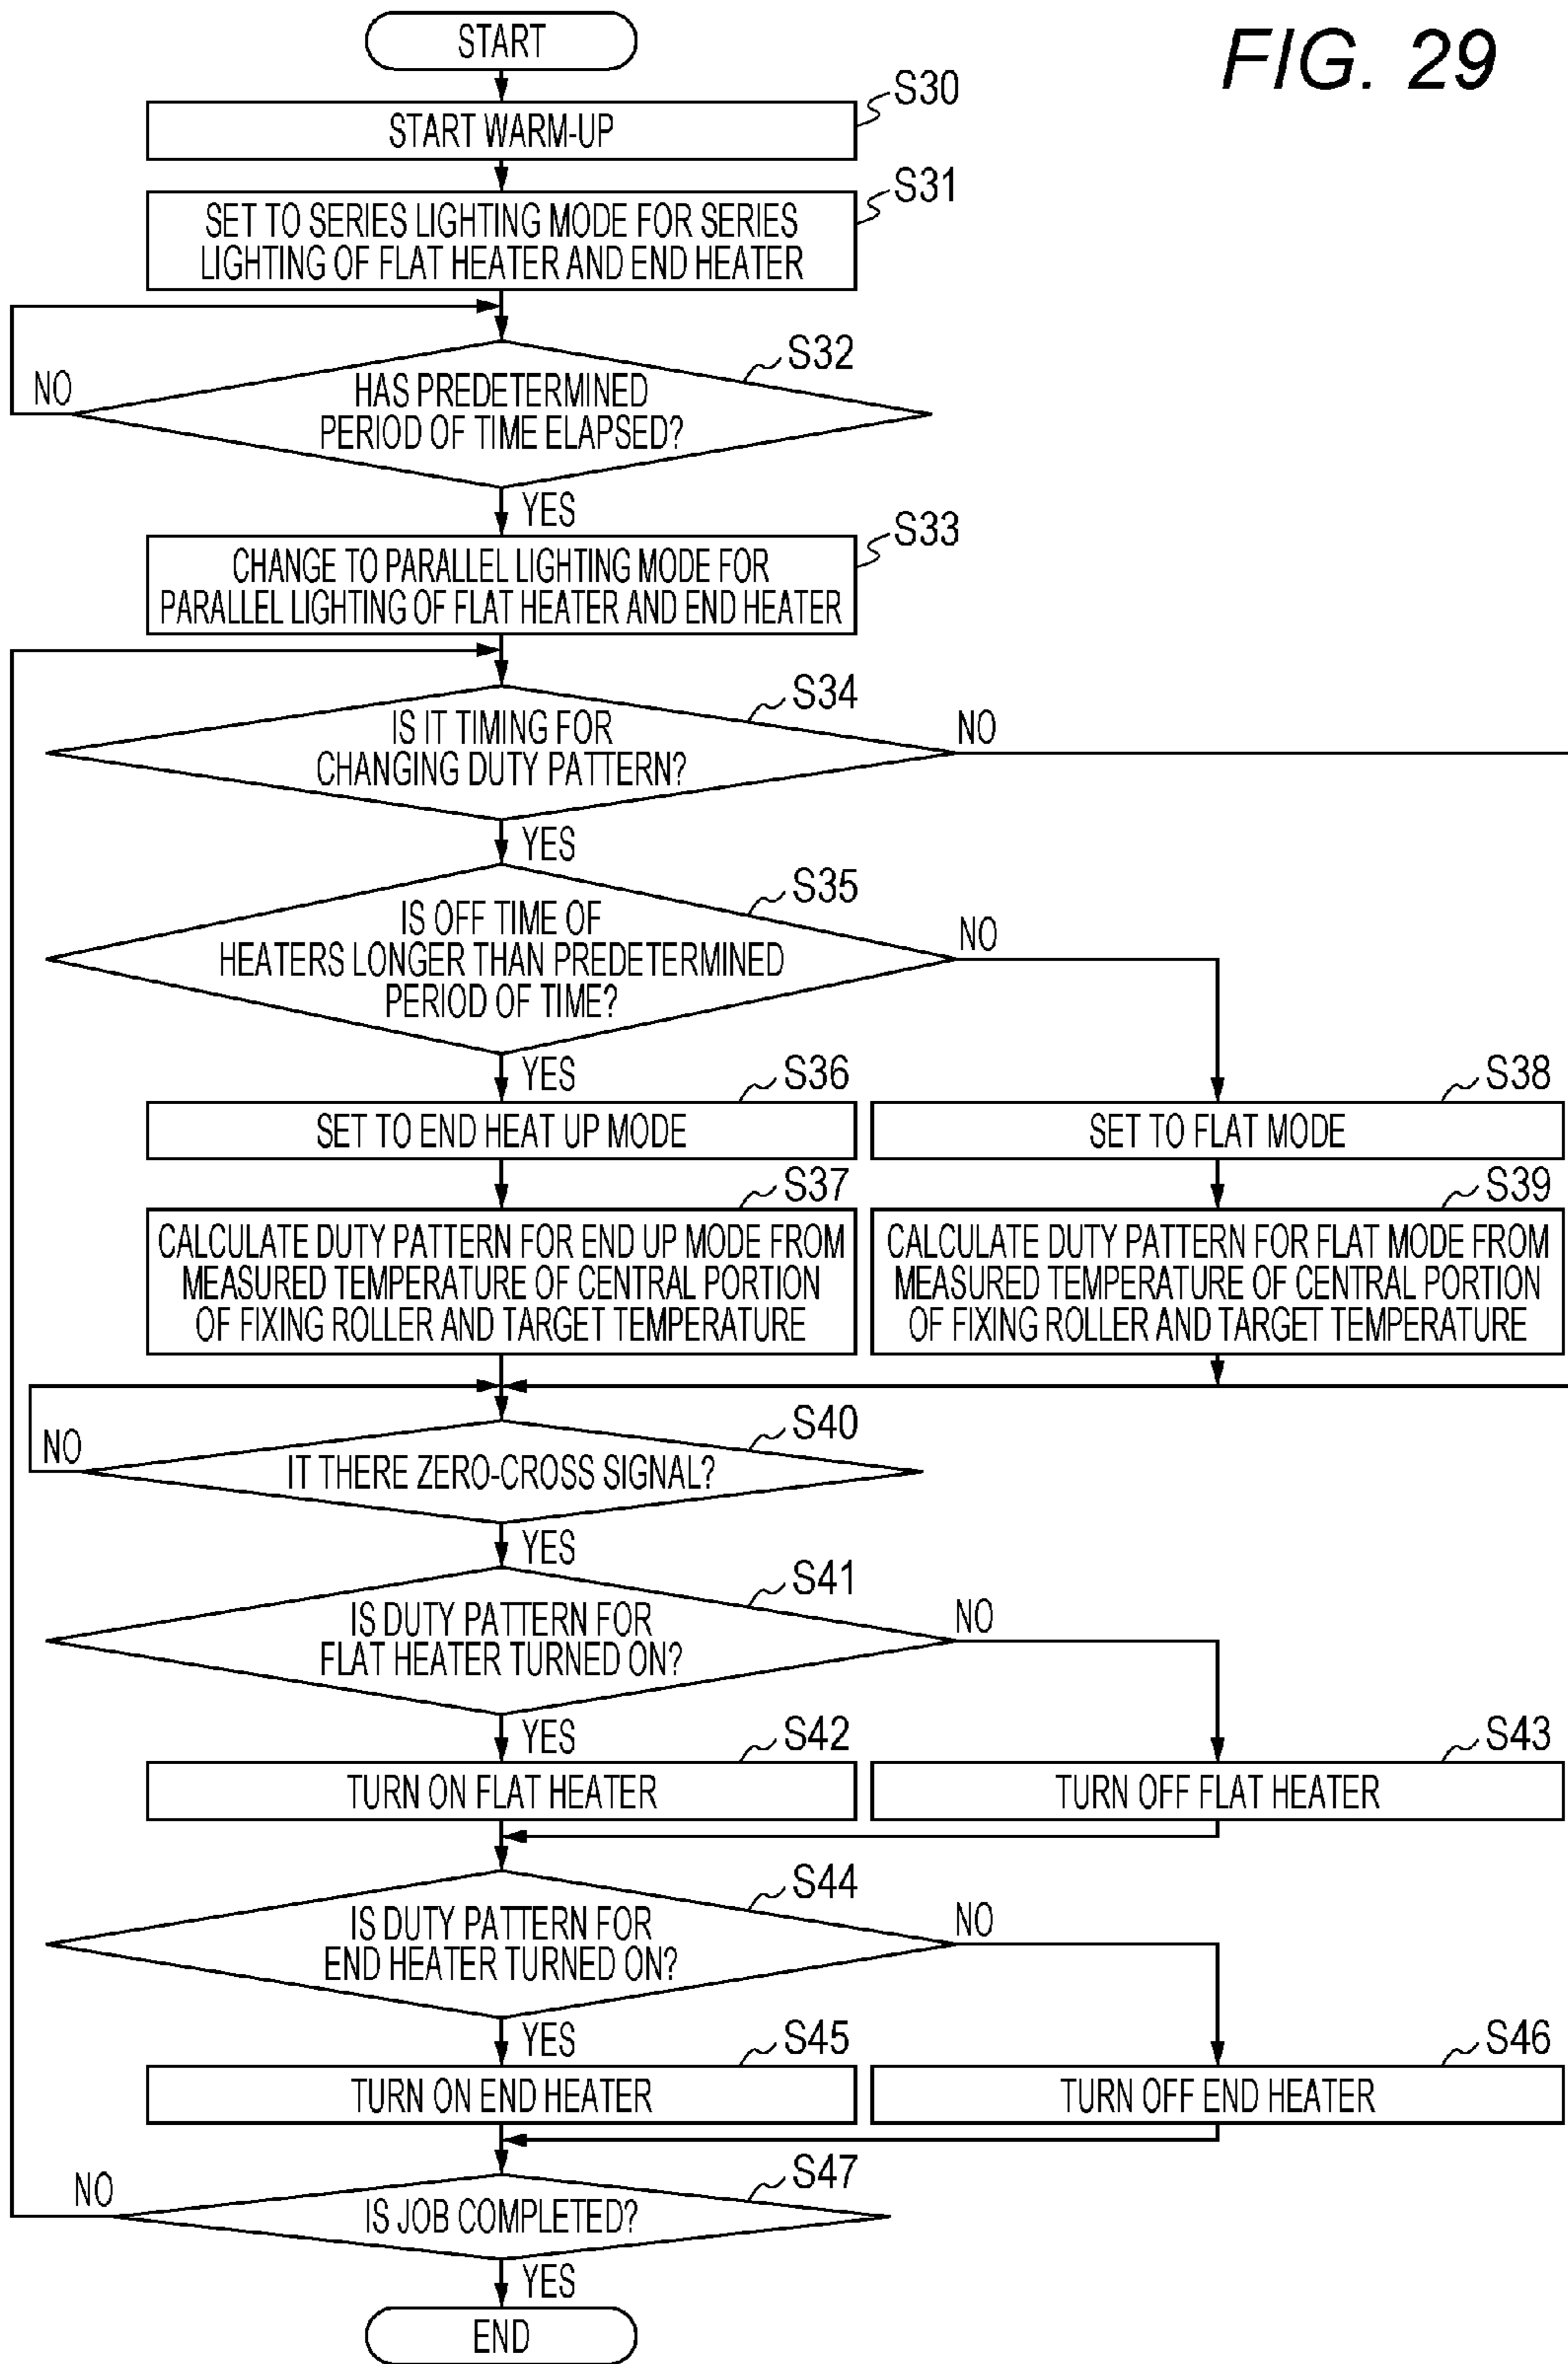 FIG. 29
START
S30
START WARM-UP
S31
SET TO SERIES LIGHTING MODE FOR SERIES
LIGHTING OF FLAT HEATER AND END HEATER
S32
NO
HAS PREDETERMINED
PERIOD OF TIME ELAPSED?
YES
S33
CHANGE TO PARALLEL LIGHTING MODE FOR
PARALLEL LIGHTING OF FLAT HEATER AND END HEATER
S34
IS IT TIMING FOR
CHANGING DUTY PATTERN?
NO
YES
S35
IS OFF TIME OF
HEATERS LONGER THAN PREDETERMINED
PERIOD OF TIME?
NO
YES
S36
SET TO END HEAT UP MODE
S38
SET TO FLAT MODE
S37
CALCULATE DUTY PATTERN FOR END UP MODE FROM
MEASURED TEMPERATURE OF CENTRAL PORTION
OF FIXING ROLLER AND TARGET TEMPERATURE
S39
CALCULATE DUTY PATTERN FOR FLAT MODE FROM
MEASURED TEMPERATURE OF CENTRAL PORTION
OF FIXING ROLLER AND TARGET TEMPERATURE
S40
NO
IT THERE ZERO-CROSS SIGNAL?
YES
S41
IS DUTY PATTERN FOR
FLAT HEATER TURNED ON?
NO
YES
S42
TURN ON FLAT HEATER
S43
TURN OFF FLAT HEATER
S44
IS DUTY PATTERN FOR
END HEATER TURNED ON?
NO
YES
S45
TURN ON END HEATER
S46
TURN OFF END HEATER
S47
NO
IS JOB COMPLETED?
YES
END